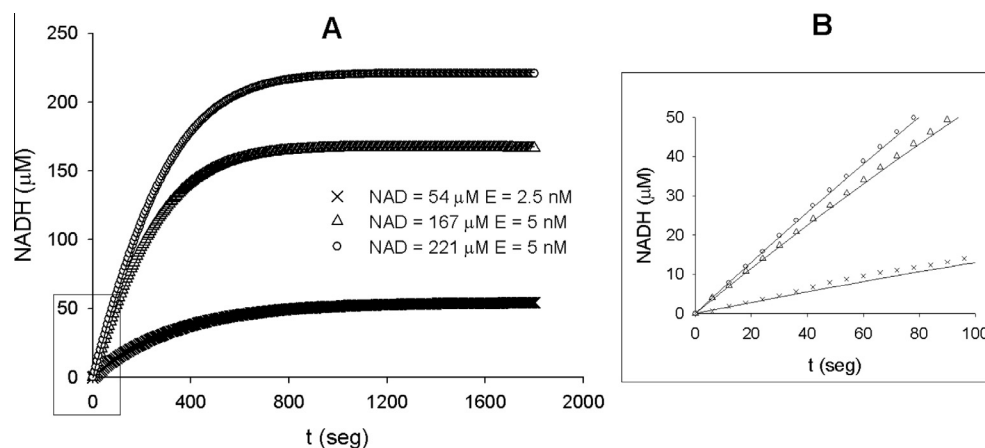 A
250
200
150
100
50
0
NADH (μM)
× NAD = 54 μM E = 2.5 nM
△ NAD = 167 μM E = 5 nM
○ NAD = 221 μM E = 5 nM
0 400 800 1200 1600 2000
t (seg)
B
50
40
30
20
10
0
NADH (μM)
0 20 40 60 80 100
t (seg)